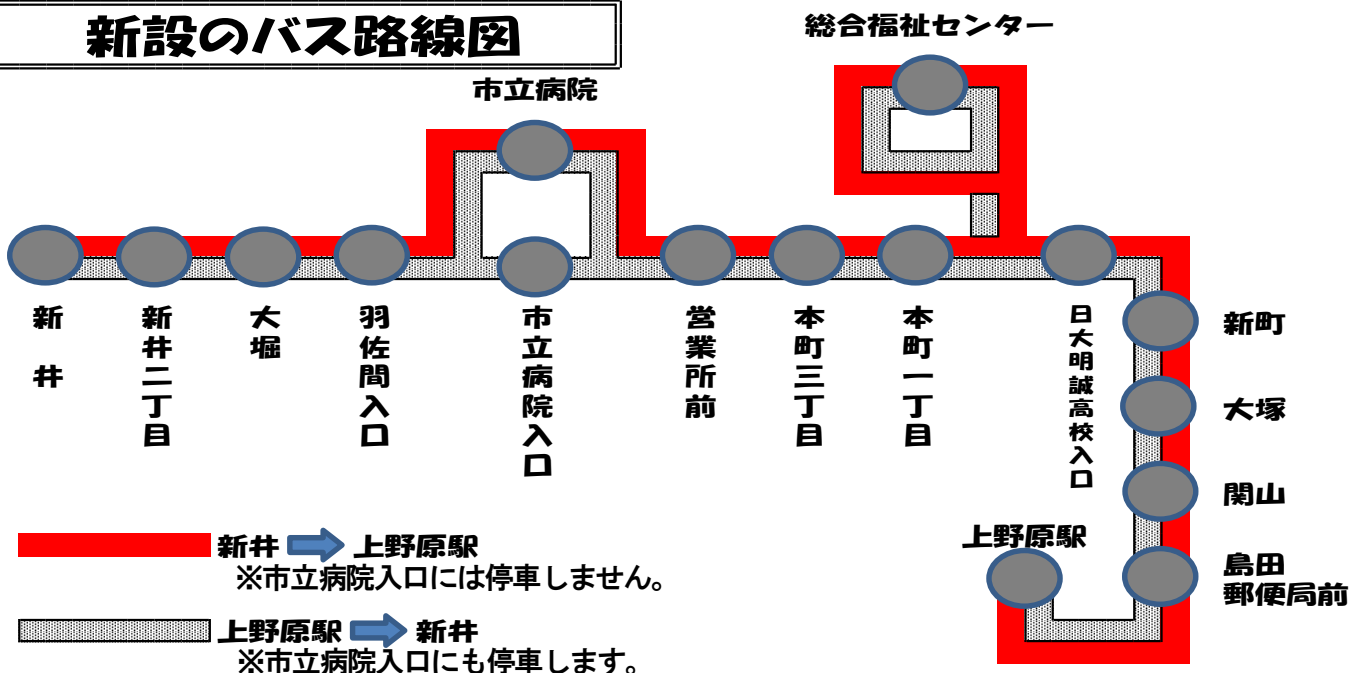 新設のバス路線図
総合福祉センター
市立病院
新井
新井二丁目
大堀
羽佐間入口
市立病院入口
営業所前
本町三丁目
本町一丁目
日大明誠高校入口
新町
大塚
関山
島田
郵便局前
上野原駅
新井 上野原駅
※市立病院入口には停車しません。
上野原駅 新井
※市立病院入口にも停車します。